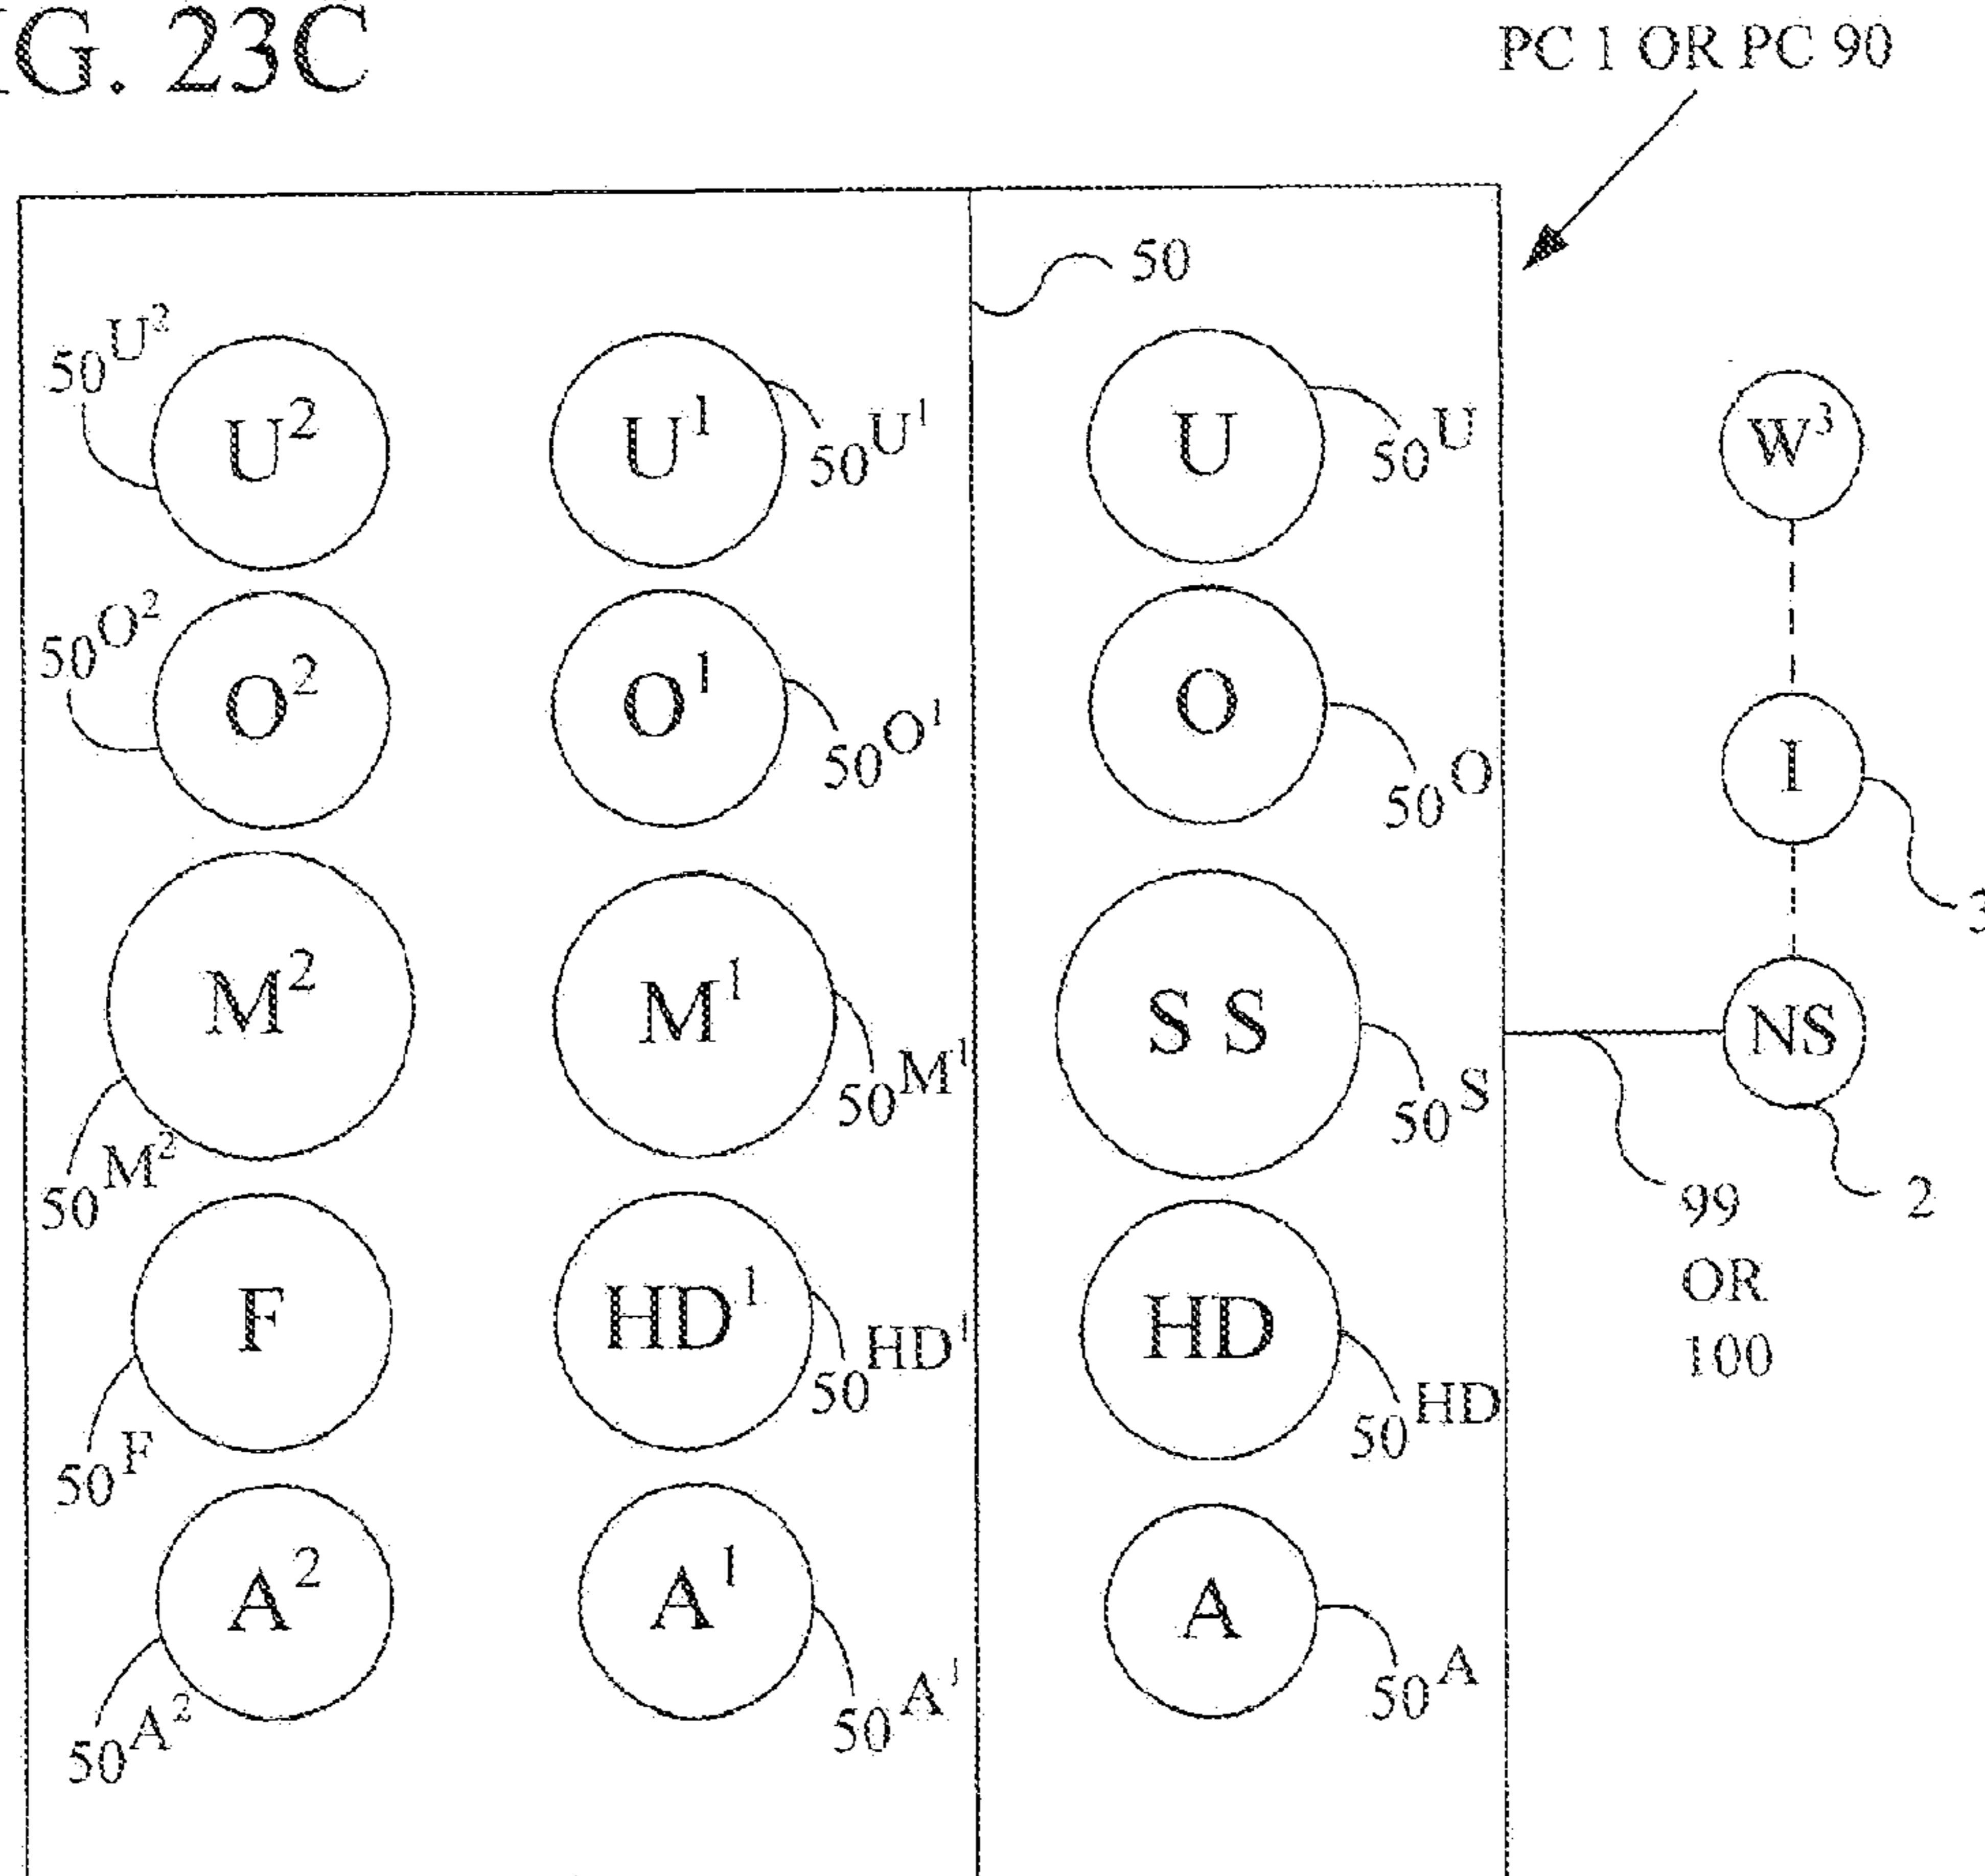 G. 23C
PC 1 OR PC 90
50
50U²
U²
U¹
50U¹
U
50U
W³
50O²
O²
O¹
50O¹
O
50O
I
3
M²
50M²
M¹
50M¹
S S
50S
NS
2
99
OR
100
F
50F
HD¹
50HD¹
HD
50HD
A²
50A²
A¹
50A¹
A
50A